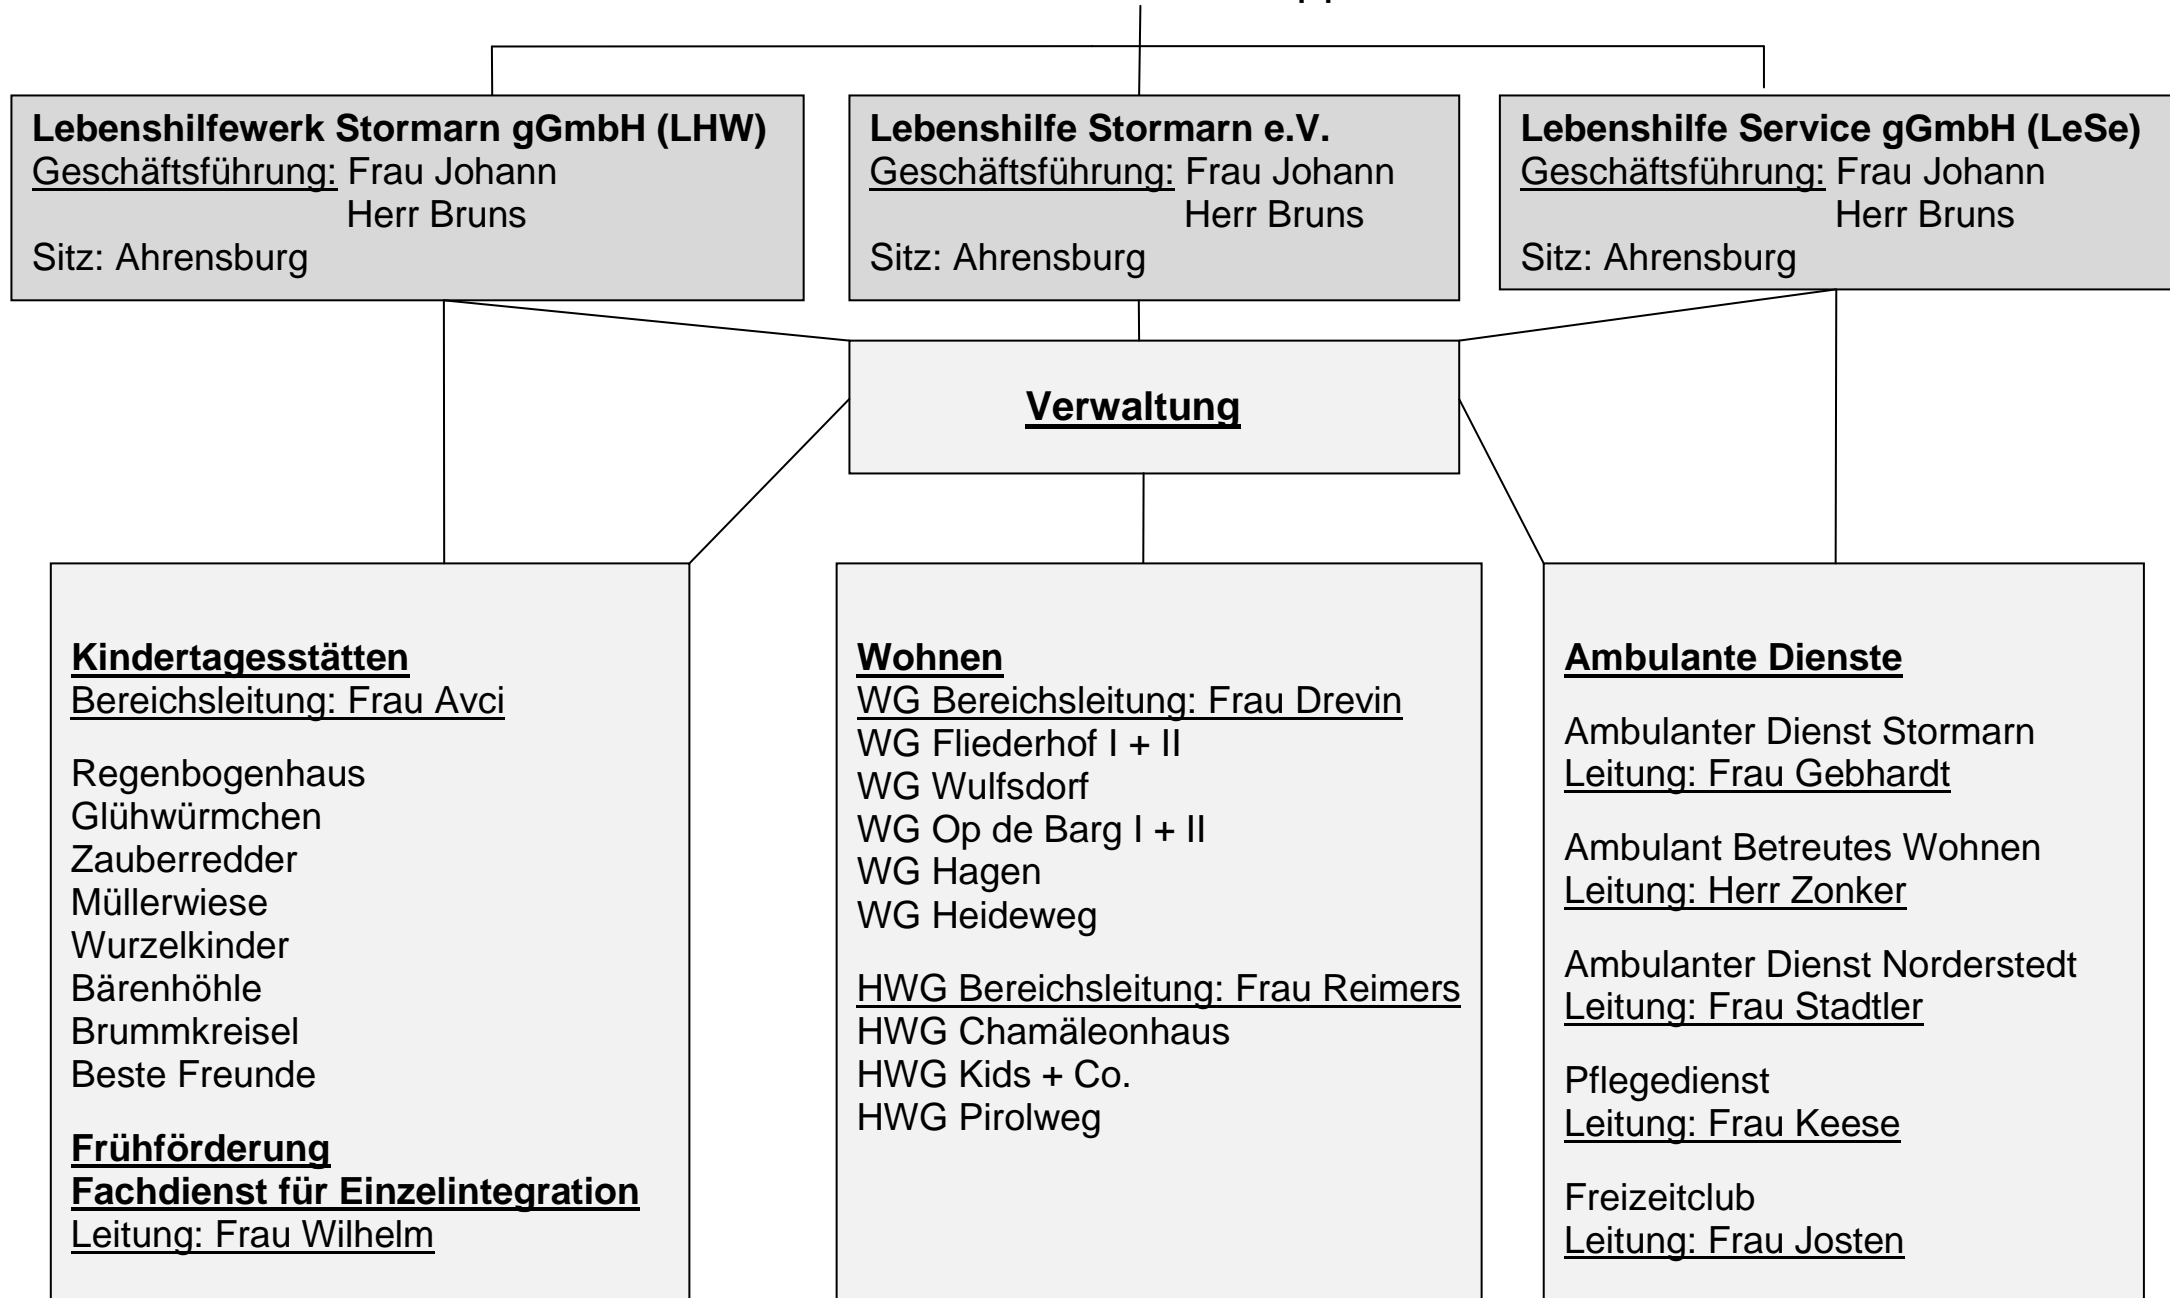 Lebenshilfewerk Stormarn gGmbH (LHW)
Geschäftsführung: Frau Johann
Herr Bruns
Sitz: Ahrensburg
Lebenshilfe Stormarn e.V.
Geschäftsführung: Frau Johann
Herr Bruns
Sitz: Ahrensburg
Lebenshilfe Service gGmbH (LeSe)
Geschäftsführung: Frau Johann
Herr Bruns
Sitz: Ahrensburg
Verwaltung
Kindertagesstätten
Bereichsleitung: Frau Avci
Regenbogenhaus
Glühwürmchen
Zauberredder
Müllerwiese
Wurzelkinder
Bärenhöhle
Brummkreisel
Beste Freunde
Frühförderung
Fachdienst für Einzelintegration
Leitung: Frau Wilhelm
Wohnen
WG Bereichsleitung: Frau Drevin
WG Fliederhof I + II
WG Wulfsdorf
WG Op de Barg I + II
WG Hagen
WG Heideweg
HWG Bereichsleitung: Frau Reimers
HWG Chamäleonhaus
HWG Kids + Co.
HWG Pirolweg
Ambulante Dienste
Ambulanter Dienst Stormarn
Leitung: Frau Gebhardt
Ambulant Betreutes Wohnen
Leitung: Herr Zonker
Ambulanter Dienst Norderstedt
Leitung: Frau Stadtler
Pflegedienst
Leitung: Frau Keese
Freizeitclub
Leitung: Frau Josten